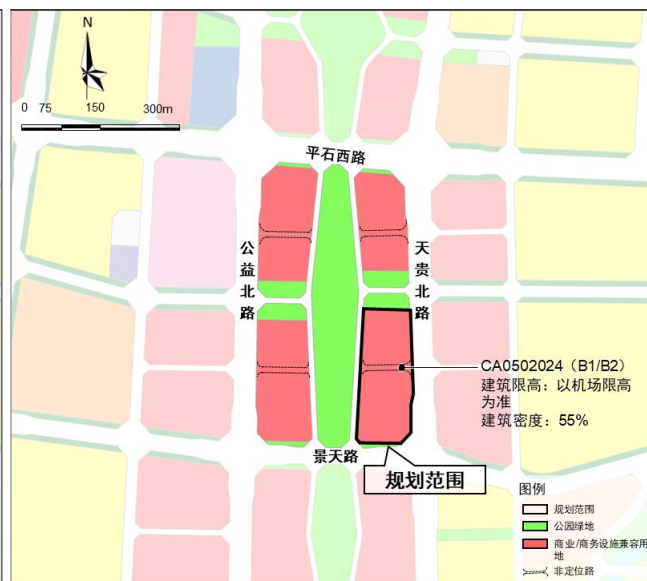 N
0 75 150 300m
平石西路
公益北路
天贵北路
CA0502024（B1/B2）
建筑限高：以机场限高
为准
建筑密度：55%
景天路
规划范围
图例
规划范围
公园绿地
商业/商务设施兼容用
地
非定位路